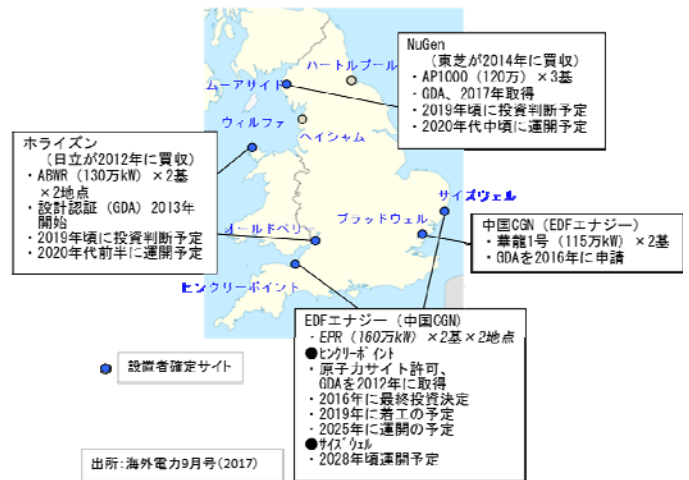 NuGen
(東芝が2014年に買収)
・AP1000(120万)×3基
・GDA、2017年取得
・2019年頃に投資判断予定
・2020年代中頃に運開予定
ハートルプール
ムーアサイド
ウィルファ
ヘイシャム
ホライズン
(日立が2012年に買収)
・ABWR(130万kW)×2基
×2地点
・設計認証(GDA)2013年
開始
・2019年頃に投資判断予定
・2020年代前半に運開予定
サイズウェル
ブラッドウェル
オールドベリー
中国CGN(EDFエナジー)
・華龍1号(115万kW)×2基
・GDAを2016年に申請
ヒンクリーポイント
EDFエナジー(中国CGN)
・EPR(160万kW)×2基×2地点
●ヒンクリーポイント
・原子力サイト許可、
GDAを2012年に取得
・2016年に最終投資決定
・2019年に着工の予定
・2025年に運開の予定
●サイズウェル
・2028年頃運開予定
設置者確定サイト
出所:海外電力9月号(2017)